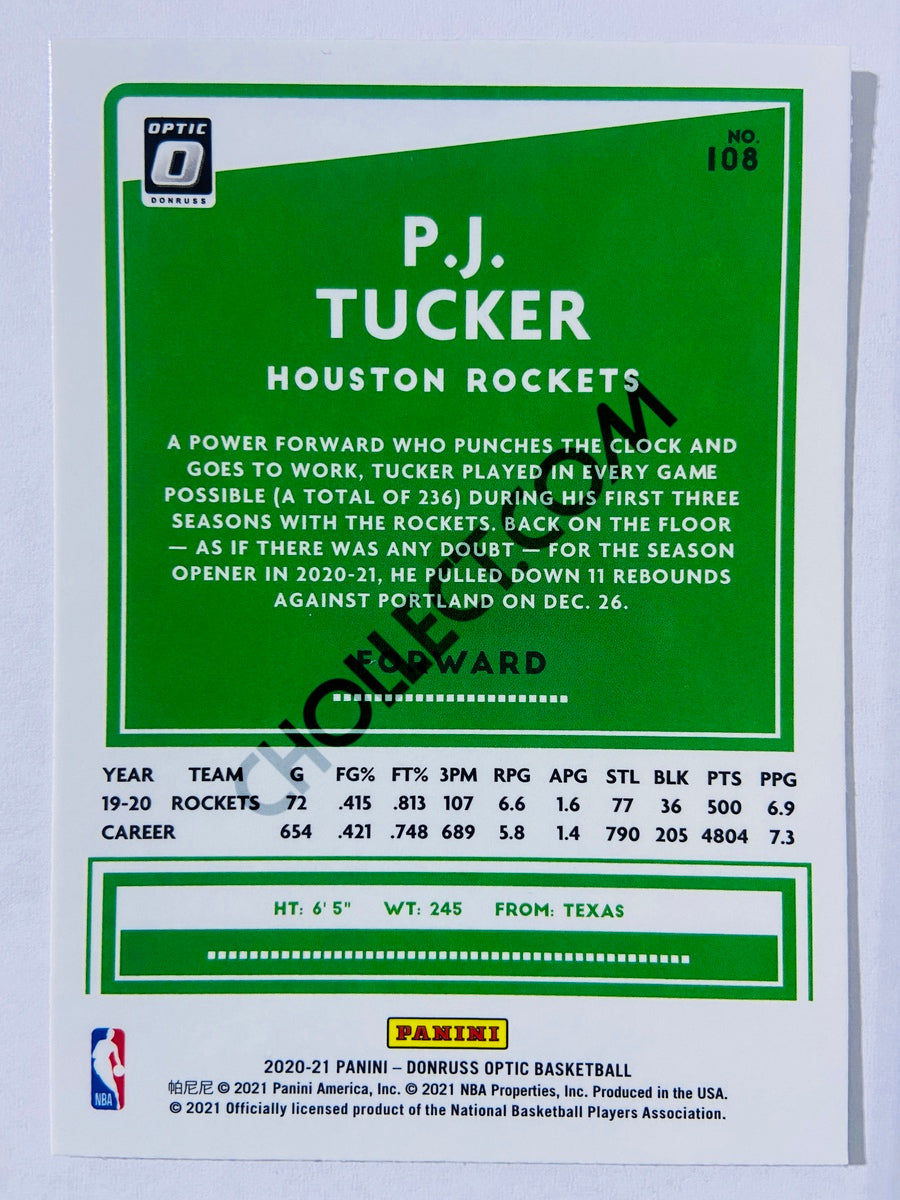 OPTIC
O
DONRUSS
NO.
108
P.J.
TUCKER
HOUSTON ROCKETS
A POWER FORWARD WHO PUNCHES THE CLOCK AND
GOES TO WORK, TUCKER PLAYED IN EVERY GAME
POSSIBLE (A TOTAL OF 236) DURING HIS FIRST THREE
SEASONS WITH THE ROCKETS. BACK ON THE FLOOR
— AS IF THERE WAS ANY DOUBT — FOR THE SEASON
OPENER IN 2020-21, HE PULLED DOWN 11 REBOUNDS
AGAINST PORTLAND ON DEC. 26.
FORWARD
CHOLLECT.COM
YEAR TEAM G FG% FT% 3PM RPG APG STL BLK PTS PPG
19-20 ROCKETS 72 .415 .813 107 6.6 1.6 77 36 500 6.9
CAREER 654 .421 .748 689 5.8 1.4 790 205 4804 7.3
HT: 6' 5" WT: 245 FROM: TEXAS
PANINI
NBA
2020-21 PANINI – DONRUSS OPTIC BASKETBALL
帕尼尼 © 2021 Panini America, Inc. © 2021 NBA Properties, Inc. Produced in the USA.
© 2021 Officially licensed product of the National Basketball Players Association.